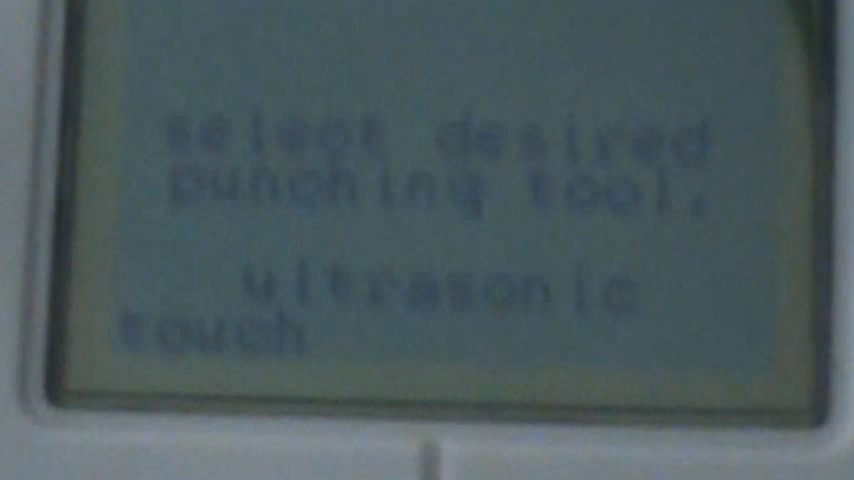 select desired
punching tool.
ultrasonic
touch